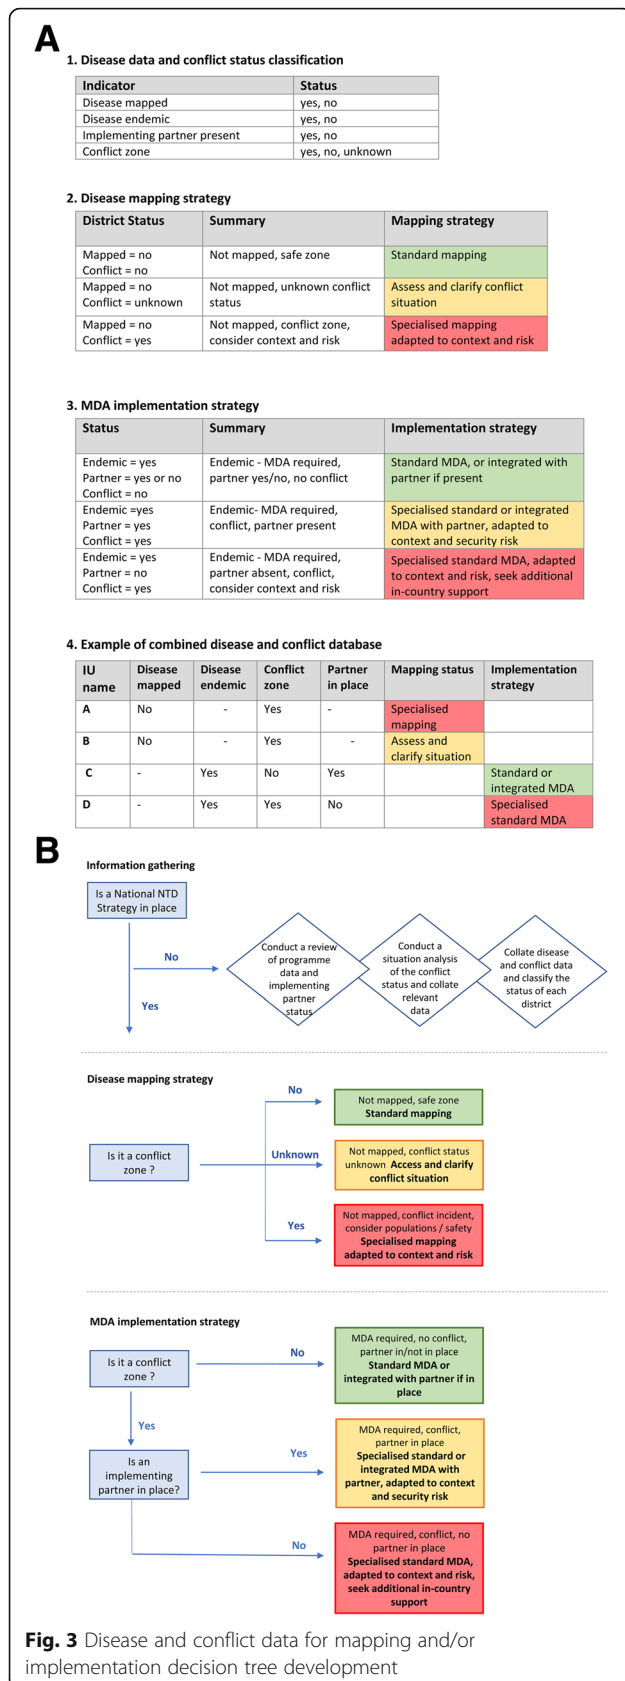 A
1. Disease data and conflict status classification
Indicator Status
Disease mapped yes, no
Disease endemic yes, no
Implementing partner present yes, no
Conflict zone yes, no, unknown
2. Disease mapping strategy
District Status Summary Mapping strategy
Mapped = no Not mapped, safe zone Standard mapping
Conflict = no
Mapped = no Not mapped, unknown conflict Assess and clarify conflict
Conflict = unknown status situation
Mapped = no Not mapped, conflict zone, Specialised mapping
Conflict = yes consider context and risk adapted to context and risk
3. MDA implementation strategy
Status Summary Implementation strategy
Endemic = yes Endemic - MDA required, Standard MDA, or integrated with
Partner = yes or no partner yes/no, no conflict partner if present
Conflict = no
Endemic =yes Endemic- MDA required, Specialised standard or integrated
Partner = yes conflict, partner present MDA with partner, adapted to
Conflict = yes context and security risk
Endemic = yes Endemic - MDA required, Specialised standard MDA, adapted
Partner = no partner absent, conflict, to context and risk, seek additional
Conflict = yes consider context and risk in-country support
4. Example of combined disease and conflict database
IU Disease Disease Conflict Partner Mapping status Implementation
name mapped endemic zone in place strategy
A No - Yes - Specialised
mapping
B No - Yes - Assess and
clarify situation
C - Yes No Yes Standard or
integrated MDA
D - Yes Yes No Specialised
standard MDA
B
Information gathering
Is a National NTD
Strategy in place
No
Yes
Conduct a review
of programme
data and
implementing
partner
status
Conduct a
situation analysis
of the conflict
status and collate
relevant
data
Collate disease
and conflict data
and classify the
status of each
district
Disease mapping strategy
Is it a conflict
zone ?
No
Not mapped, safe zone
Standard mapping
Unknown
Not mapped, conflict status
unknown Access and clarify
conflict situation
Yes
Not mapped, conflict incident,
consider populations / safety
Specialised mapping
adapted to context and risk
MDA implementation strategy
Is it a conflict
zone ?
No
MDA required, no conflict,
partner in/not in place
Standard MDA or
integrated with partner if in
place
Yes
Is an
implementing
partner in place?
Yes
MDA required, conflict,
partner in place
Specialised standard or
integrated MDA with
partner, adapted to context
and security risk
No
MDA required, conflict, no
partner in place
Specialised standard MDA,
adapted to context and risk,
seek additional in-country
support
Fig. 3 Disease and conflict data for mapping and/or
implementation decision tree development